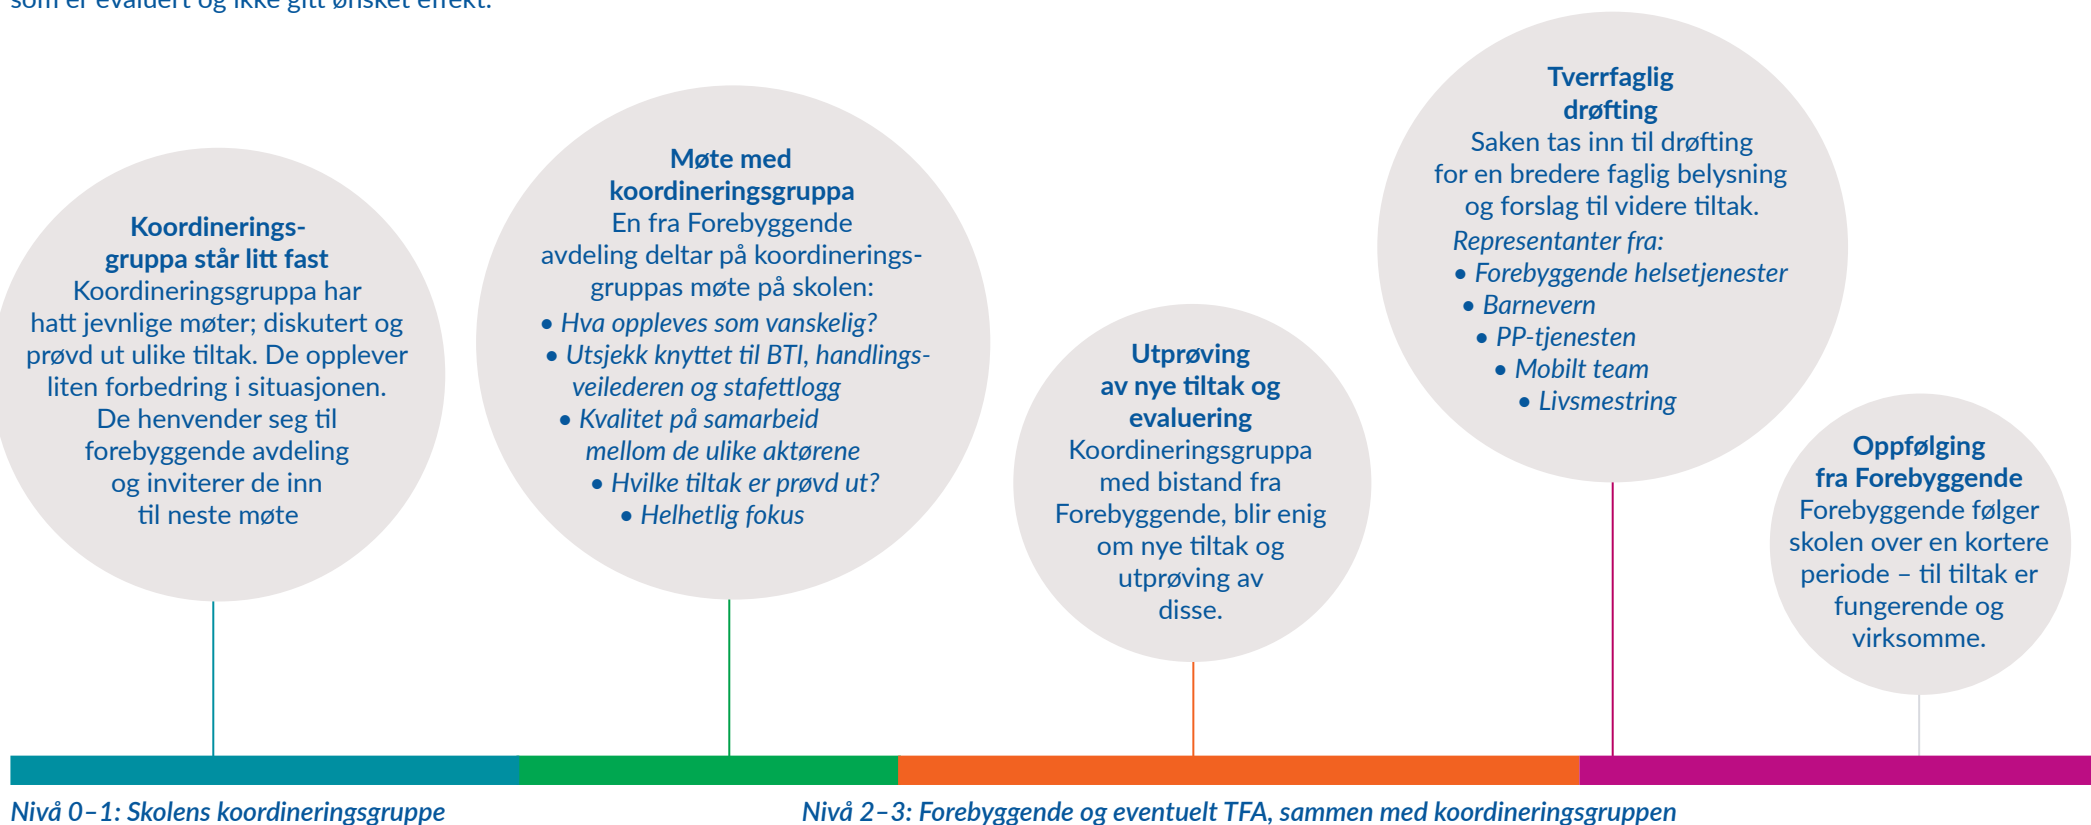 som er evaluert og ikke gitt ønsket effekt.
Koordinerings-
gruppa står litt fast
Koordineringsgruppa har
hatt jevnlige møter; diskutert og
prøvd ut ulike tiltak. De opplever
liten forbedring i situasjonen.
De henvender seg til
forebyggende avdeling
og inviterer de inn
til neste møte
Møte med
koordineringsgruppa
En fra Forebyggende
avdeling deltar på koordinerings-
gruppas møte på skolen:
• Hva oppleves som vanskelig?
• Utsjekk knyttet til BTI, handlings-
veilederen og stafettlogg
• Kvalitet på samarbeid
mellom de ulike aktørene
• Hvilke tiltak er prøvd ut?
• Helhetlig fokus
Utprøving
av nye tiltak og
evaluering
Koordineringsgruppa
med bistand fra
Forebyggende, blir enig
om nye tiltak og
utprøving av
disse.
Tverrfaglig
drøfting
Saken tas inn til drøfting
for en bredere faglig belysning
og forslag til videre tiltak.
Representanter fra:
• Forebyggende helsetjenester
• Barnevern
• PP-tjenesten
• Mobilt team
• Livsmestring
Oppfølging
fra Forebyggende
Forebyggende følger
skolen over en kortere
periode – til tiltak er
fungerende og
virksomme.
Nivå 0–1: Skolens koordineringsgruppe
Nivå 2–3: Forebyggende og eventuelt TFA, sammen med koordineringsgruppen